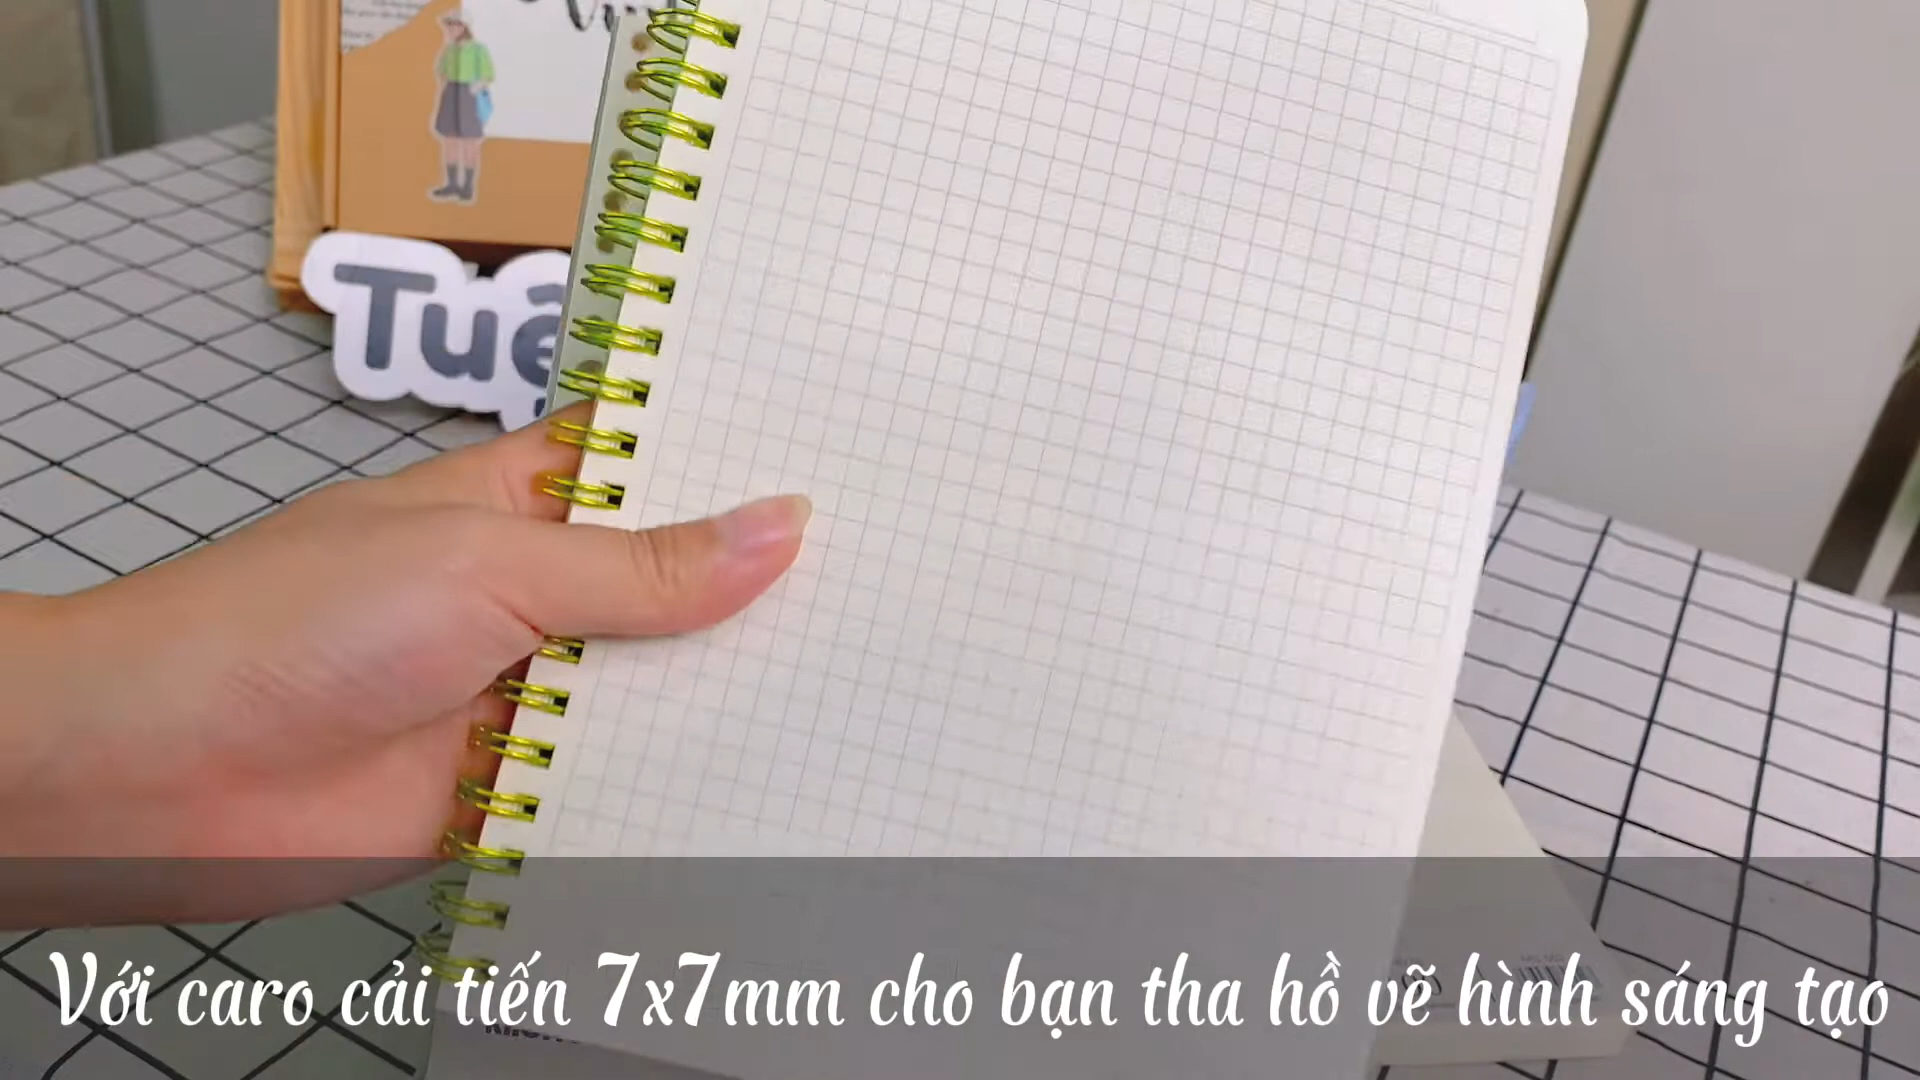 Tuệ
Với caro cải tiến 7x7mm cho bạn tha hồ vẽ hình sáng tạo